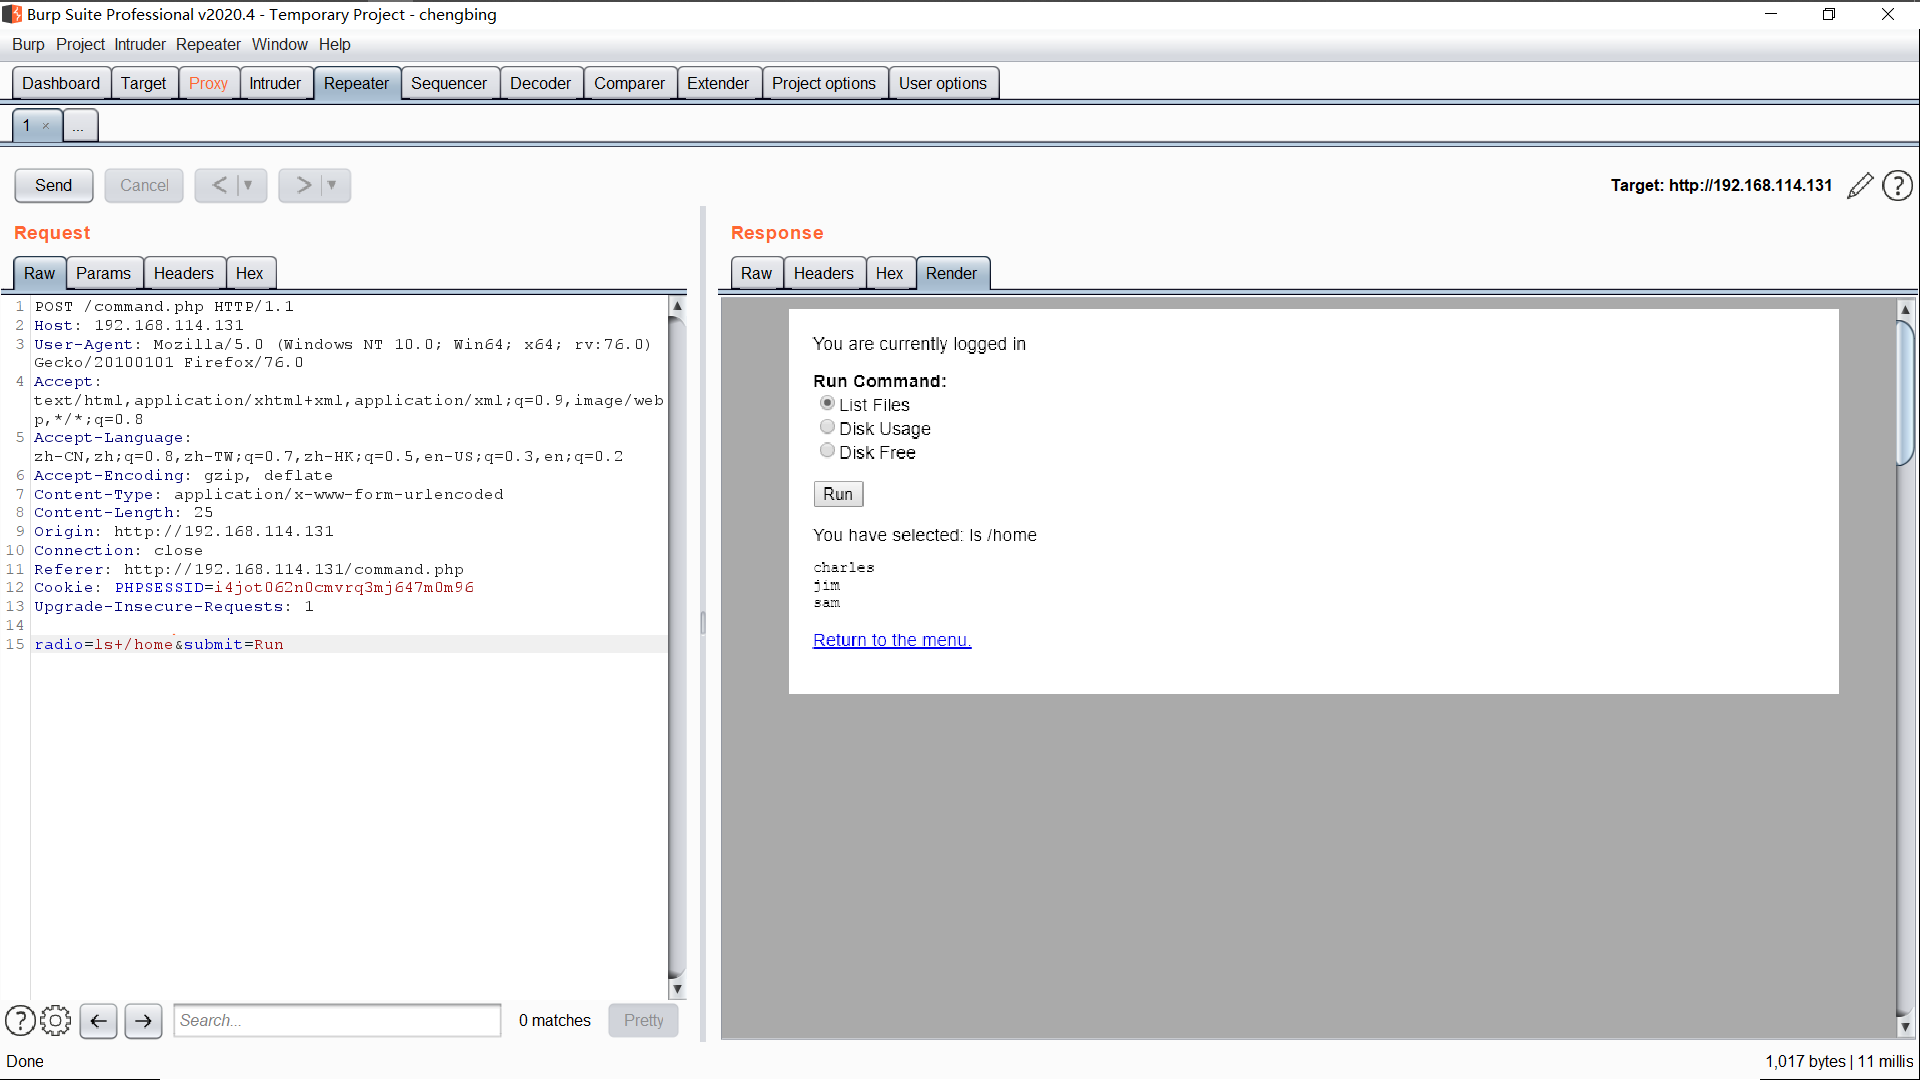 Burp Suite Professional v2020.4 - Temporary Project - chengbing
Burp Project Intruder Repeater Window Help
Dashboard Target Proxy Intruder Repeater Sequencer Decoder Comparer Extender Project options User options
1 × ...
Send Cancel < | ▼ > | ▼ Target: http://192.168.114.131 ?
Request
Raw Params Headers Hex
1 POST /command.php HTTP/1.1
2 Host: 192.168.114.131
3 User-Agent: Mozilla/5.0 (Windows NT 10.0; Win64; x64; rv:76.0)
Gecko/20100101 Firefox/76.0
4 Accept:
text/html,application/xhtml+xml,application/xml;q=0.9,image/web
p,*/*;q=0.8
5 Accept-Language:
zh-CN,zh;q=0.8,zh-TW;q=0.7,zh-HK;q=0.5,en-US;q=0.3,en;q=0.2
6 Accept-Encoding: gzip, deflate
7 Content-Type: application/x-www-form-urlencoded
8 Content-Length: 25
9 Origin: http://192.168.114.131
10 Connection: close
11 Referer: http://192.168.114.131/command.php
12 Cookie: PHPSESSID=i4jot062n0cmvrq3mj647m0m96
13 Upgrade-Insecure-Requests: 1
14
15 radio=ls+/home&submit=Run
? Search... 0 matches Pretty
Response
Raw Headers Hex Render
You are currently logged in
Run Command:
List Files
Disk Usage
Disk Free
Run
You have selected: ls /home
charles
jim
sam
Return to the menu.
Done 1,017 bytes | 11 millis